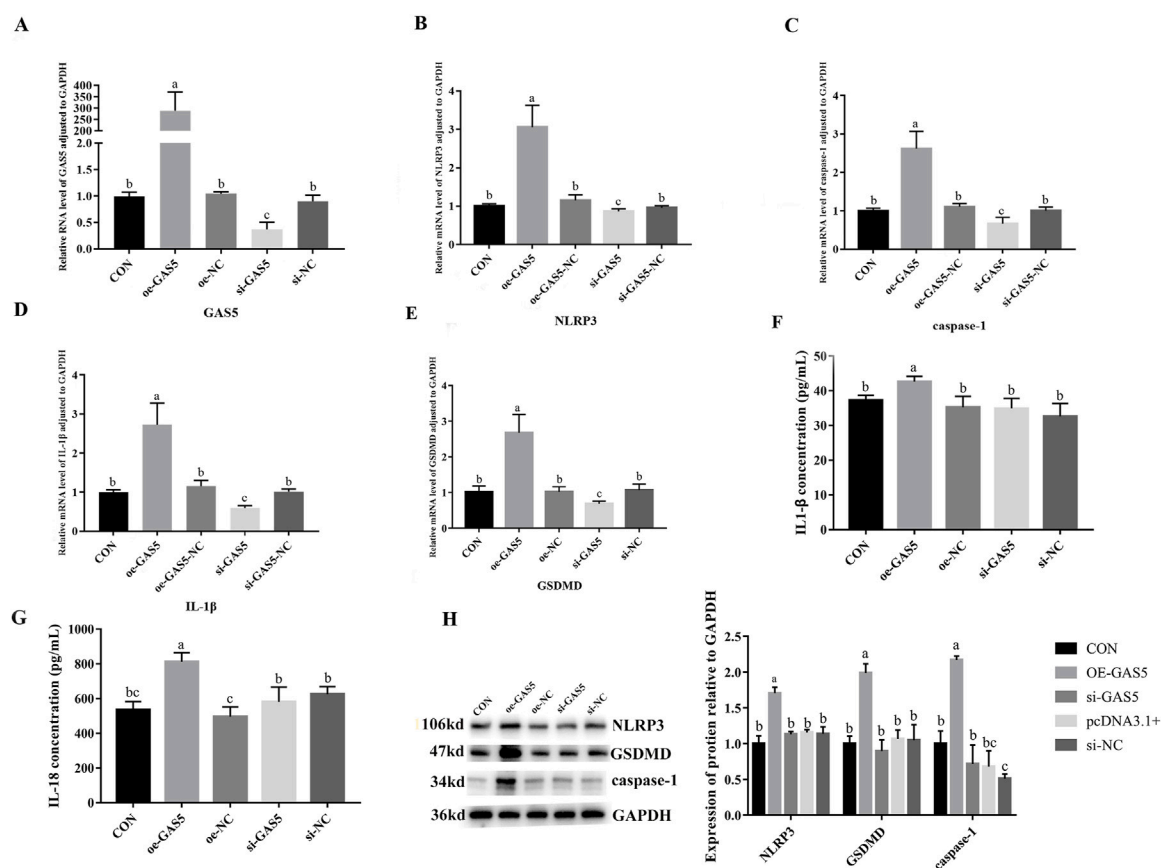 A
Relative RNA level of GAS5 adjusted to GAPDH
400
350
300
250
200
2.0
1.5
1.0
0.5
0.0
b
a
b
c
b
CON
oe-GAS5
oe-NC
si-GAS5
si-NC
GAS5
B
Relative mRNA level of NLRP3 adjusted to GAPDH
4
3
2
1
0
b
a
b
b
b
CON
oe-GAS5
oe-GAS5-NC
si-GAS5
si-GAS5-NC
NLRP3
C
Relative mRNA level of caspase-1 adjusted to GAPDH
4
3
2
1
0
b
a
b
c
b
CON
oe-GAS5
oe-GAS5-NC
si-GAS5
si-GAS5-NC
caspase-1
D
Relative mRNA level of IL-1β adjusted to GAPDH
4
3
2
1
0
b
a
b
c
b
CON
oe-GAS5
oe-GAS5-NC
si-GAS5
si-GAS5-NC
IL-1β
E
Relative mRNA level of GSDMD adjusted to GAPDH
4
3
2
1
0
b
a
b
c
b
CON
oe-GAS5
oe-NC
si-GAS5
si-NC
GSDMD
F
IL1-β concentration (pg/mL)
50
40
30
20
10
0
b
a
b
b
b
CON
oe-GAS5
oe-NC
si-GAS5
si-NC
G
IL-18 concentration (pg/mL)
1000
800
600
400
200
0
bc
a
c
b
b
CON
oe-GAS5
oe-NC
si-GAS5
si-NC
H
CON
oe-GAS5
oe-NC
si-GAS5
si-NC
106kd NLRP3
47kd GSDMD
34kd caspase-1
36kd GAPDH
Expression of protien relative to GAPDH
2.5
2.0
1.5
1.0
0.5
0.0
b
a
b
b
b
b
a
b
b
b
b
a
b
bc
c
NLRP3
GSDMD
caspase-1
CON
OE-GAS5
si-GAS5
pcDNA3.1+
si-NC